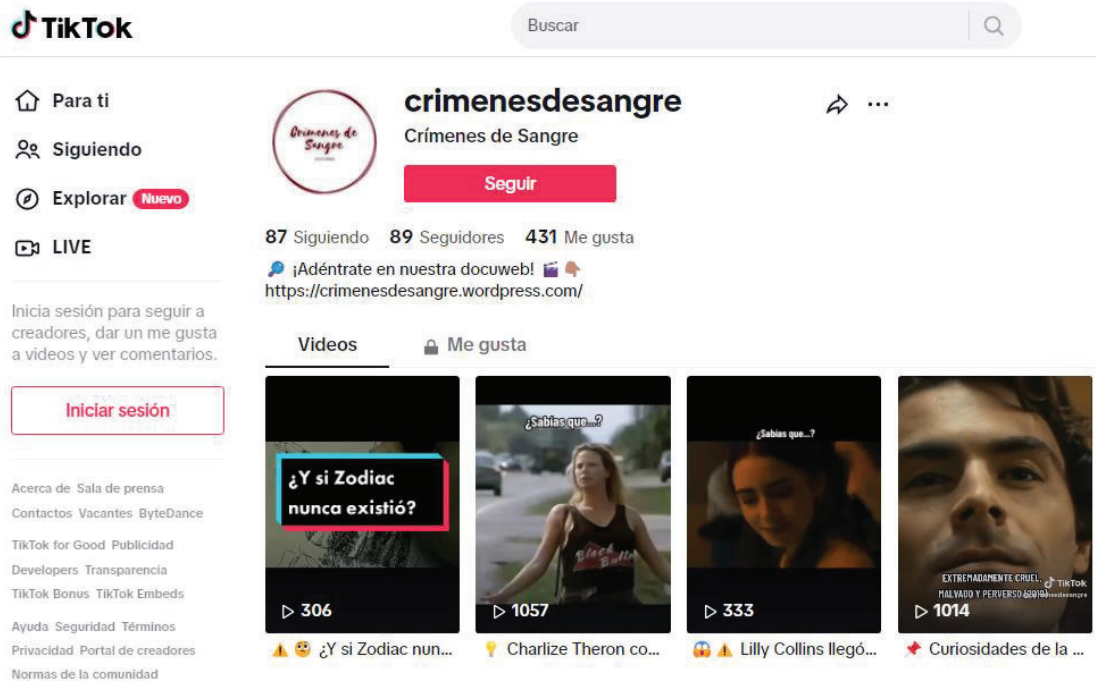 TikTok
Buscar
Para ti
Siguiendo
Explorar Nuevo
LIVE
Inicia sesión para seguir a
creadores, dar un me gusta
a videos y ver comentarios.
Iniciar sesión
Acerca de Sala de prensa
Contactos Vacantes ByteDance
TikTok for Good Publicidad
Developers Transparencia
TikTok Bonus TikTok Embeds
Ayuda Seguridad Términos
Privacidad Portal de creadores
Normas de la comunidad
Crímenes de
Sangre
crimenesdesangre
Crímenes de Sangre
Seguir
87 Siguiendo 89 Seguidores 431 Me gusta
🔎 ¡Adéntrate en nuestra docuweb! 🎬 👇🏽
https://crimenesdesangre.wordpress.com/
Videos
Me gusta
¿Y si Zodiac
nunca existió?
306
⚠️ 🧐 ¿Y si Zodiac nun...
¿Sabías que...?
1057
💡 Charlize Theron co...
¿Sabías que...?
333
😱 ⚠️ Lilly Collins llegó...
EXTREMADAMENTE CRUEL,
MALVADO Y PERVERSO (2019)
TikTok
1014
📌 Curiosidades de la ...